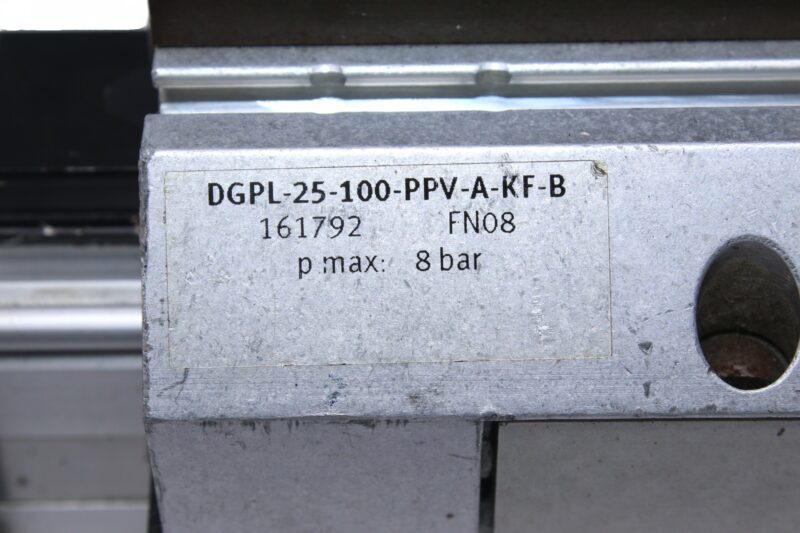 DGPL-25-100-PPV-A-KF-B
161792 FN08
p max: 8 bar